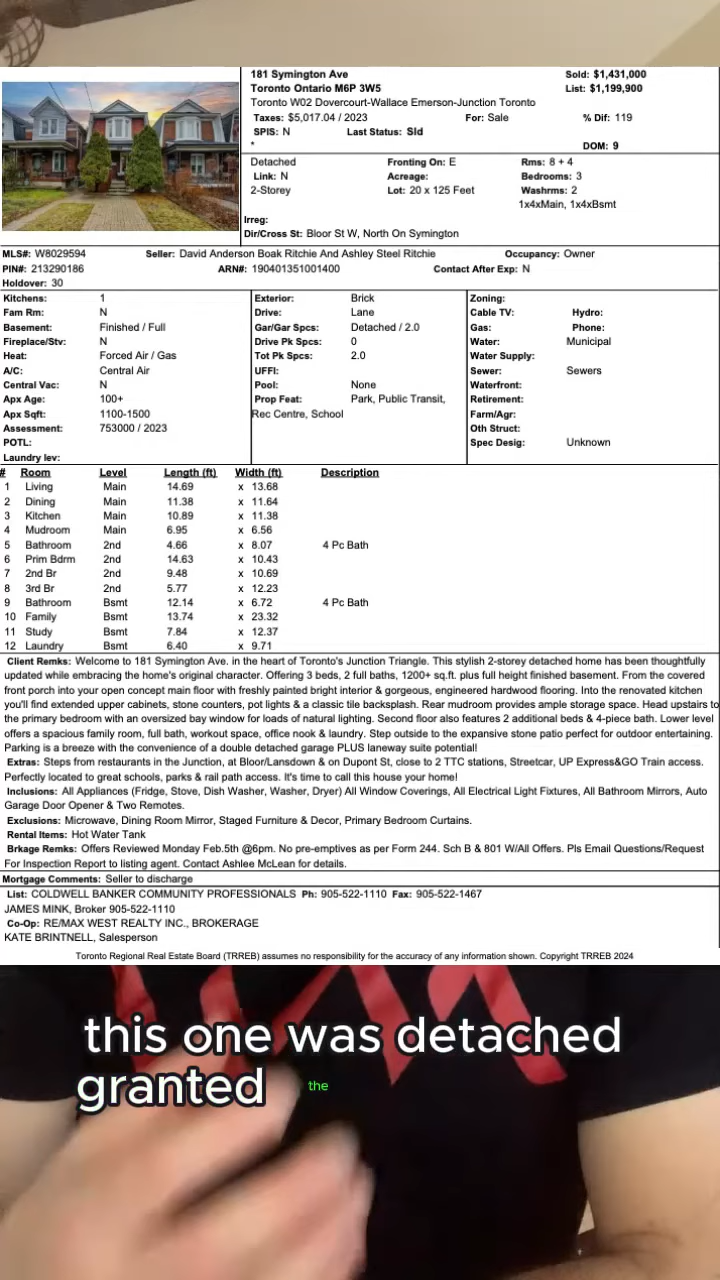 181 Symington Ave Sold: $1,431,000
Toronto Ontario M6P 3W5 List: $1,199,900
Toronto W02 Dovercourt-Wallace Emerson-Junction Toronto
Taxes: $5,017.04 / 2023 For: Sale % Dif: 119
SPIS: N Last Status: Sld
* DOM: 9
Detached Fronting On: E Rms: 8 + 4
Link: N Acreage: Bedrooms: 3
2-Storey Lot: 20 x 125 Feet Washrms: 2
1x4xMain, 1x4xBsmt
Irreg:
Dir/Cross St: Bloor St W, North On Symington
MLS#: W8029594 Seller: David Anderson Boak Ritchie And Ashley Steel Ritchie Occupancy: Owner
PIN#: 213290186 ARN#: 190401351001400 Contact After Exp: N
Holdover: 30
Kitchens: 1 Exterior: Brick Zoning:
Fam Rm: N Drive: Lane Cable TV: Hydro:
Basement: Finished / Full Gar/Gar Spcs: Detached / 2.0 Gas: Phone:
Fireplace/Stv: N Drive Pk Spcs: 0 Water: Municipal
Heat: Forced Air / Gas Tot Pk Spcs: 2.0 Water Supply:
A/C: Central Air UFFI: Sewer: Sewers
Central Vac: N Pool: None Waterfront:
Apx Age: 100+ Prop Feat: Park, Public Transit, Retirement:
Apx Sqft: 1100-1500 Rec Centre, School Farm/Agr:
Assessment: 753000 / 2023 Oth Struct:
POTL: Spec Desig: Unknown
Laundry lev:
# Room Level Length (ft) Width (ft) Description
1 Living Main 14.69 x 13.68
2 Dining Main 11.38 x 11.64
3 Kitchen Main 10.89 x 11.38
4 Mudroom Main 6.95 x 6.56
5 Bathroom 2nd 4.66 x 8.07 4 Pc Bath
6 Prim Bdrm 2nd 14.63 x 10.43
7 2nd Br 2nd 9.48 x 10.69
8 3rd Br 2nd 5.77 x 12.23
9 Bathroom Bsmt 12.14 x 6.72 4 Pc Bath
10 Family Bsmt 13.74 x 23.32
11 Study Bsmt 7.84 x 12.37
12 Laundry Bsmt 6.40 x 9.71
Client Remks: Welcome to 181 Symington Ave. in the heart of Toronto's Junction Triangle. This stylish 2-storey detached home has been thoughtfully
updated while embracing the home's original character. Offering 3 beds, 2 full baths, 1200+ sq.ft. plus full height finished basement. From the covered
front porch into your open concept main floor with freshly painted bright interior & gorgeous, engineered hardwood flooring. Into the renovated kitchen
you'll find extended upper cabinets, stone counters, pot lights & a classic tile backsplash. Rear mudroom provides ample storage space. Head upstairs to
the primary bedroom with an oversized bay window for loads of natural lighting. Second floor also features 2 additional beds & 4-piece bath. Lower level
offers a spacious family room, full bath, workout space, office nook & laundry. Step outside to the expansive stone patio perfect for outdoor entertaining.
Parking is a breeze with the convenience of a double detached garage PLUS laneway suite potential!
Extras: Steps from restaurants in the Junction, at Bloor/Lansdown & on Dupont St, close to 2 TTC stations, Streetcar, UP Express&GO Train access.
Perfectly located to great schools, parks & rail path access. It's time to call this house your home!
Inclusions: All Appliances (Fridge, Stove, Dish Washer, Washer, Dryer) All Window Coverings, All Electrical Light Fixtures, All Bathroom Mirrors, Auto
Garage Door Opener & Two Remotes.
Exclusions: Microwave, Dining Room Mirror, Staged Furniture & Decor, Primary Bedroom Curtains.
Rental Items: Hot Water Tank
Brkage Remks: Offers Reviewed Monday Feb.5th @6pm. No pre-emptives as per Form 244. Sch B & 801 W/All Offers. Pls Email Questions/Request
For Inspection Report to listing agent. Contact Ashlee McLean for details.
Mortgage Comments: Seller to discharge
List: COLDWELL BANKER COMMUNITY PROFESSIONALS Ph: 905-522-1110 Fax: 905-522-1467
JAMES MINK, Broker 905-522-1110
Co-Op: RE/MAX WEST REALTY INC., BROKERAGE
KATE BRINTNELL, Salesperson
Toronto Regional Real Estate Board (TRREB) assumes no responsibility for the accuracy of any information shown. Copyright TRREB 2024
this one was detached
granted the